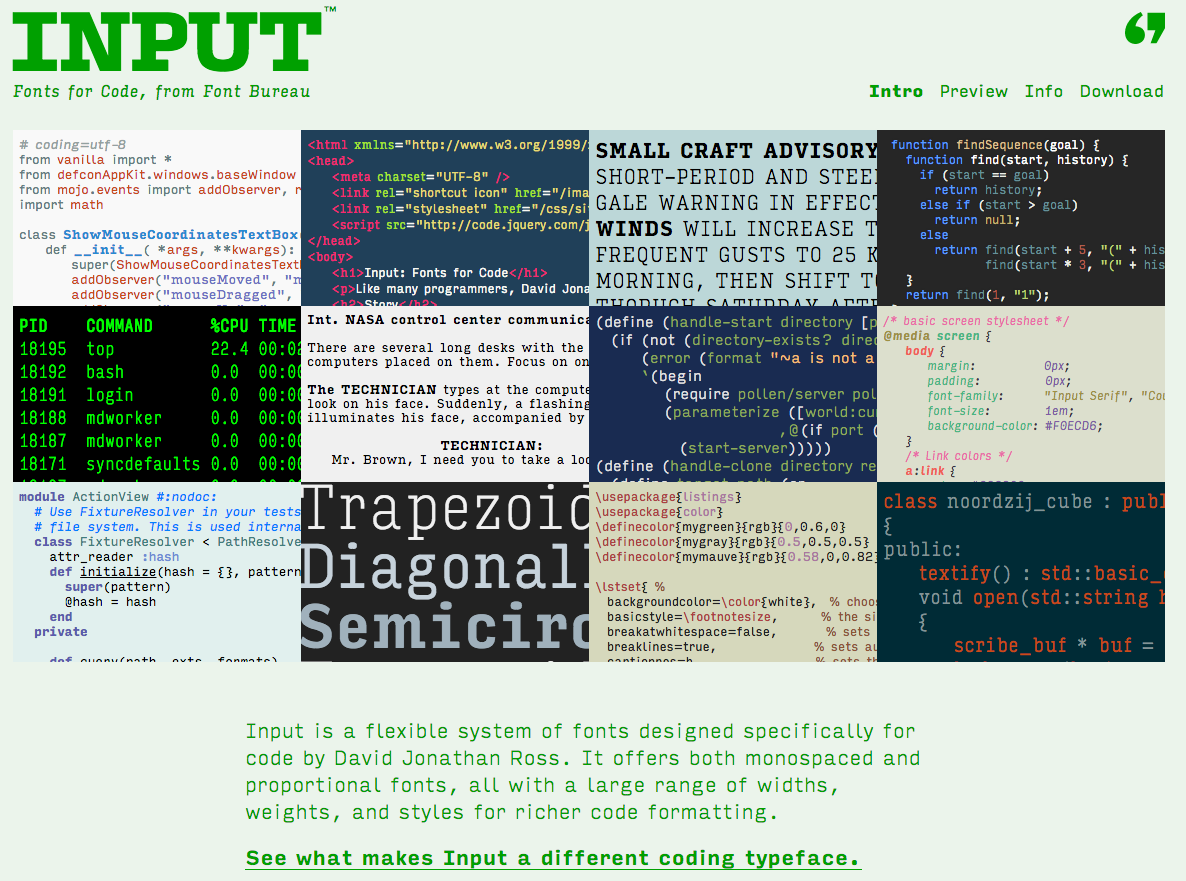 INPUT™
Fonts for Code, from Font Bureau
Intro Preview Info Download
# coding=utf-8
from vanilla import *
from defconAppKit.windows.baseWindow
from mojo.events import addObserver, r
import math
class ShowMouseCoordinatesTextBox(
def __init__( *args, **kwargs):
super(ShowMouseCoordinatesText
addObserver("mouseMoved", "m
addObserver("mouseDragged",
<html xmlns="http://www.w3.org/1999/
<head>
<meta charset="UTF-8" />
<link rel="shortcut icon" href="/ima
<link rel="stylesheet" href="/css/si
<script src="http://code.jquery.com/j
</head>
<body>
<h1>Input: Fonts for Code</h1>
<p>Like many programmers, David Jona
<h2>Story</h2>
SMALL CRAFT ADVISORY
SHORT-PERIOD AND STEE
GALE WARNING IN EFFECT
WINDS WILL INCREASE T
FREQUENT GUSTS TO 25 K
MORNING, THEN SHIFT TO
THORUGH SATURDAY AFTE
function findSequence(goal) {
function find(start, history) {
if (start == goal)
return history;
else if (start > goal)
return null;
else
return find(start + 5, "(" + his
find(start * 3, "(" + his
}
return find(1, "1");
PID COMMAND %CPU TIME
18195 top 22.4 00:02
18192 bash 0.0 00:00
18191 login 0.0 00:00
18188 mdworker 0.0 00:00
18187 mdworker 0.0 00:00
18171 syncdefaults 0.0 00:00
Int. NASA control center communica
There are several long desks with the
computers placed on them. Focus on on
The TECHNICIAN types at the compute
look on his face. Suddenly, a flashing
illuminates his face, accompanied by
TECHNICIAN:
Mr. Brown, I need you to take a loo
(define (handle-start directory [p
(if (not (directory-exists? dire
(error (format "~a is not a
`(begin
(require pollen/server pol
(parameterize ([world:cur
,@(if port (
(start-server)))))
(define (handle-clone directory re
/* basic screen stylesheet */
@media screen {
body {
margin: 0px;
padding: 0px;
font-family: "Input Serif", "Cou
font-size: 1em;
background-color: #F0ECD6;
}
/* Link colors */
a:link {
module ActionView #:nodoc:
# Use FixtureResolver in your tests
# file system. This is used interna
class FixtureResolver < PathResolve
attr_reader :hash
def initialize(hash = {}, pattern
super(pattern)
@hash = hash
end
private
def query(path, exts, formats)
Trapezoid
Diagonall
Semicirc
\usepackage{listings}
\usepackage{color}
\definecolor{mygreen}{rgb}{0,0.6,0}
\definecolor{mygray}{rgb}{0.5,0.5,0.5}
\definecolor{mymauve}{rgb}{0.58,0,0.82}
\lstset{ %
backgroundcolor=\color{white}, % choos
basicstyle=\footnotesize, % the si
breakatwhitespace=false, % sets
breaklines=true, % sets au
captionpos=b, % sets th
class noordzij_cube : publ
{
public:
textify() : std::basic_
void open(std::string h
{
scribe_buf * buf =
Input is a flexible system of fonts designed specifically for
code by David Jonathan Ross. It offers both monospaced and
proportional fonts, all with a large range of widths,
weights, and styles for richer code formatting.
See what makes Input a different coding typeface.